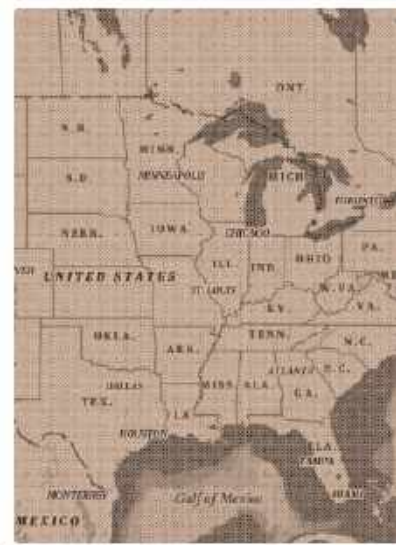 ONT.
N.D.
MINN.
S.D.
MINNEAPOLIS
MICH.
TORONTO
NEBR.
IOWA
CHICAGO
PA.
ILL.
IND.
OHIO
UNITED STATES
ST. LOUIS
W. VA.
KY.
VA.
OKLA.
TENN.
N.C.
ARK.
ATLANTA
S.C.
DALLAS
MISS.
ALA.
GA.
TEX.
LA.
HOUSTON
FLA.
TAMPA
MONTERREY
Gulf of Mexico
MIAMI
MEXICO